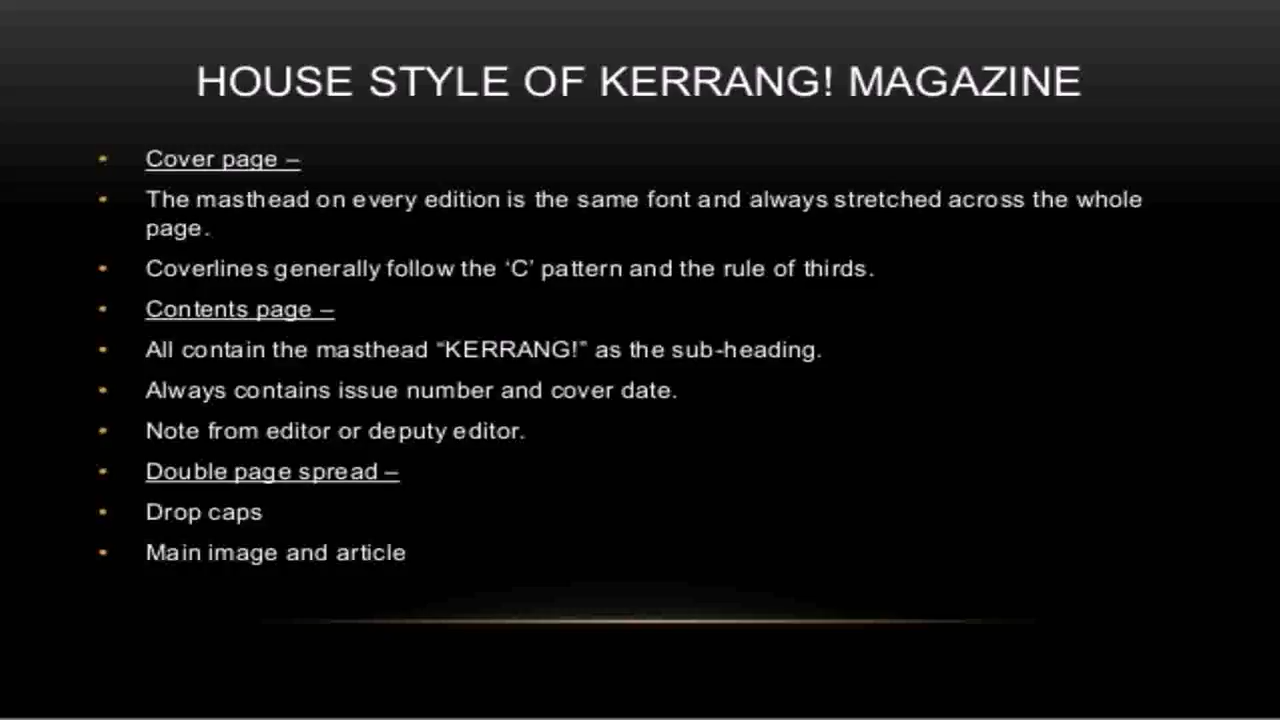 HOUSE STYLE OF KERRANG! MAGAZINE
• Cover page –
• The masthead on every edition is the same font and always stretched across the whole
page.
• Coverlines generally follow the ‘C’ pattern and the rule of thirds.
• Contents page –
• All contain the masthead “KERRANG!” as the sub-heading.
• Always contains issue number and cover date.
• Note from editor or deputy editor.
• Double page spread –
• Drop caps
• Main image and article